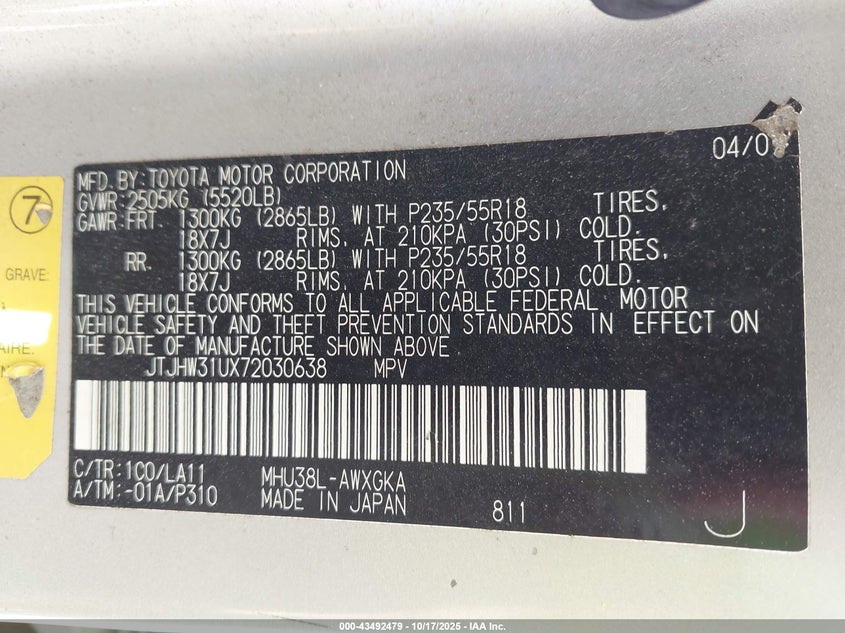 04/0
MFD. BY: TOYOTA MOTOR CORPORATION
GVWR: 2505KG (5520LB)
GAWR: FRT. 1300KG (2865LB) WITH P235/55R18 TIRES,
18X7J RIMS, AT 210KPA (30PSI) COLD.
RR. 1300KG (2865LB) WITH P235/55R18 TIRES,
18X7J RIMS, AT 210KPA (30PSI) COLD.
THIS VEHICLE CONFORMS TO ALL APPLICABLE FEDERAL MOTOR
VEHICLE SAFETY AND THEFT PREVENTION STANDARDS IN EFFECT ON
THE DATE OF MANUFACTURE SHOWN ABOVE
JTJHW31UX72030638 MPV
C/TR: 1C0/LA11 MHU38L-AWXGKA
A/TM: -01A/P310 MADE IN JAPAN 811
J
7
GRAVE
AIRE.
000-43492479 - 10/17/2025 - IAA Inc.